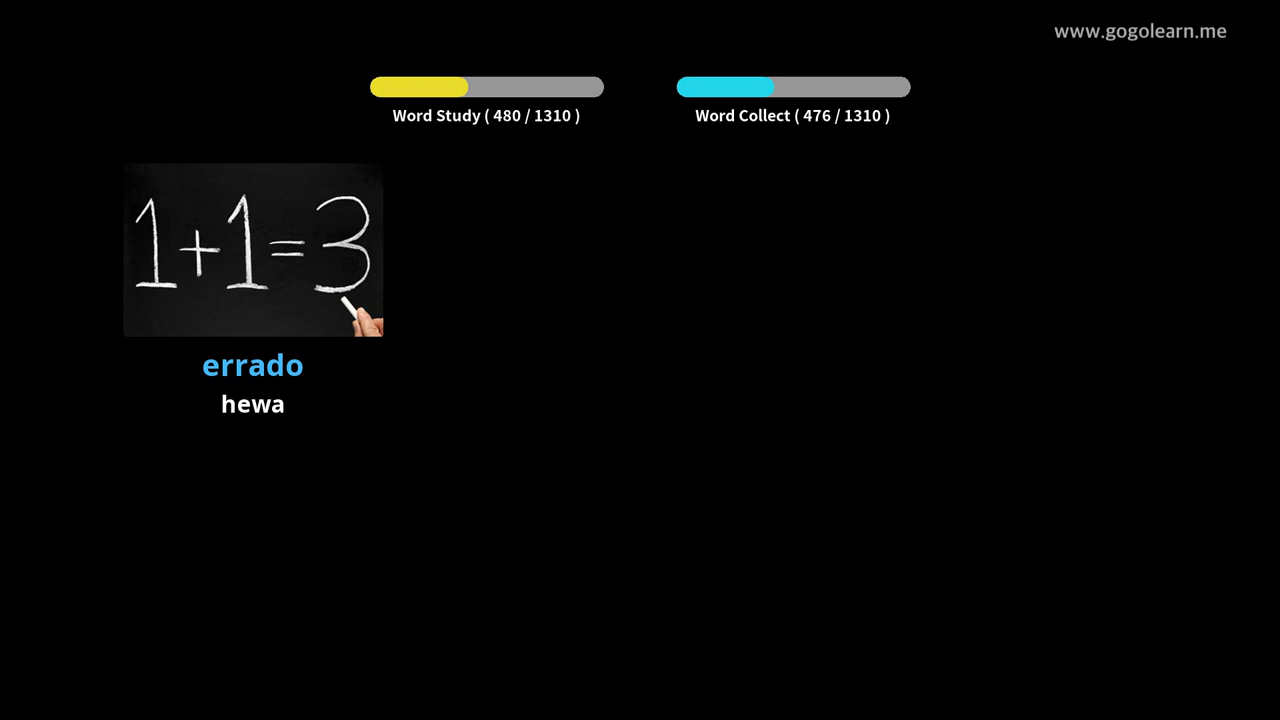 www.gogolearn.me
Word Study ( 480 / 1310 )
Word Collect ( 476 / 1310 )
1+1=3
errado
hewa